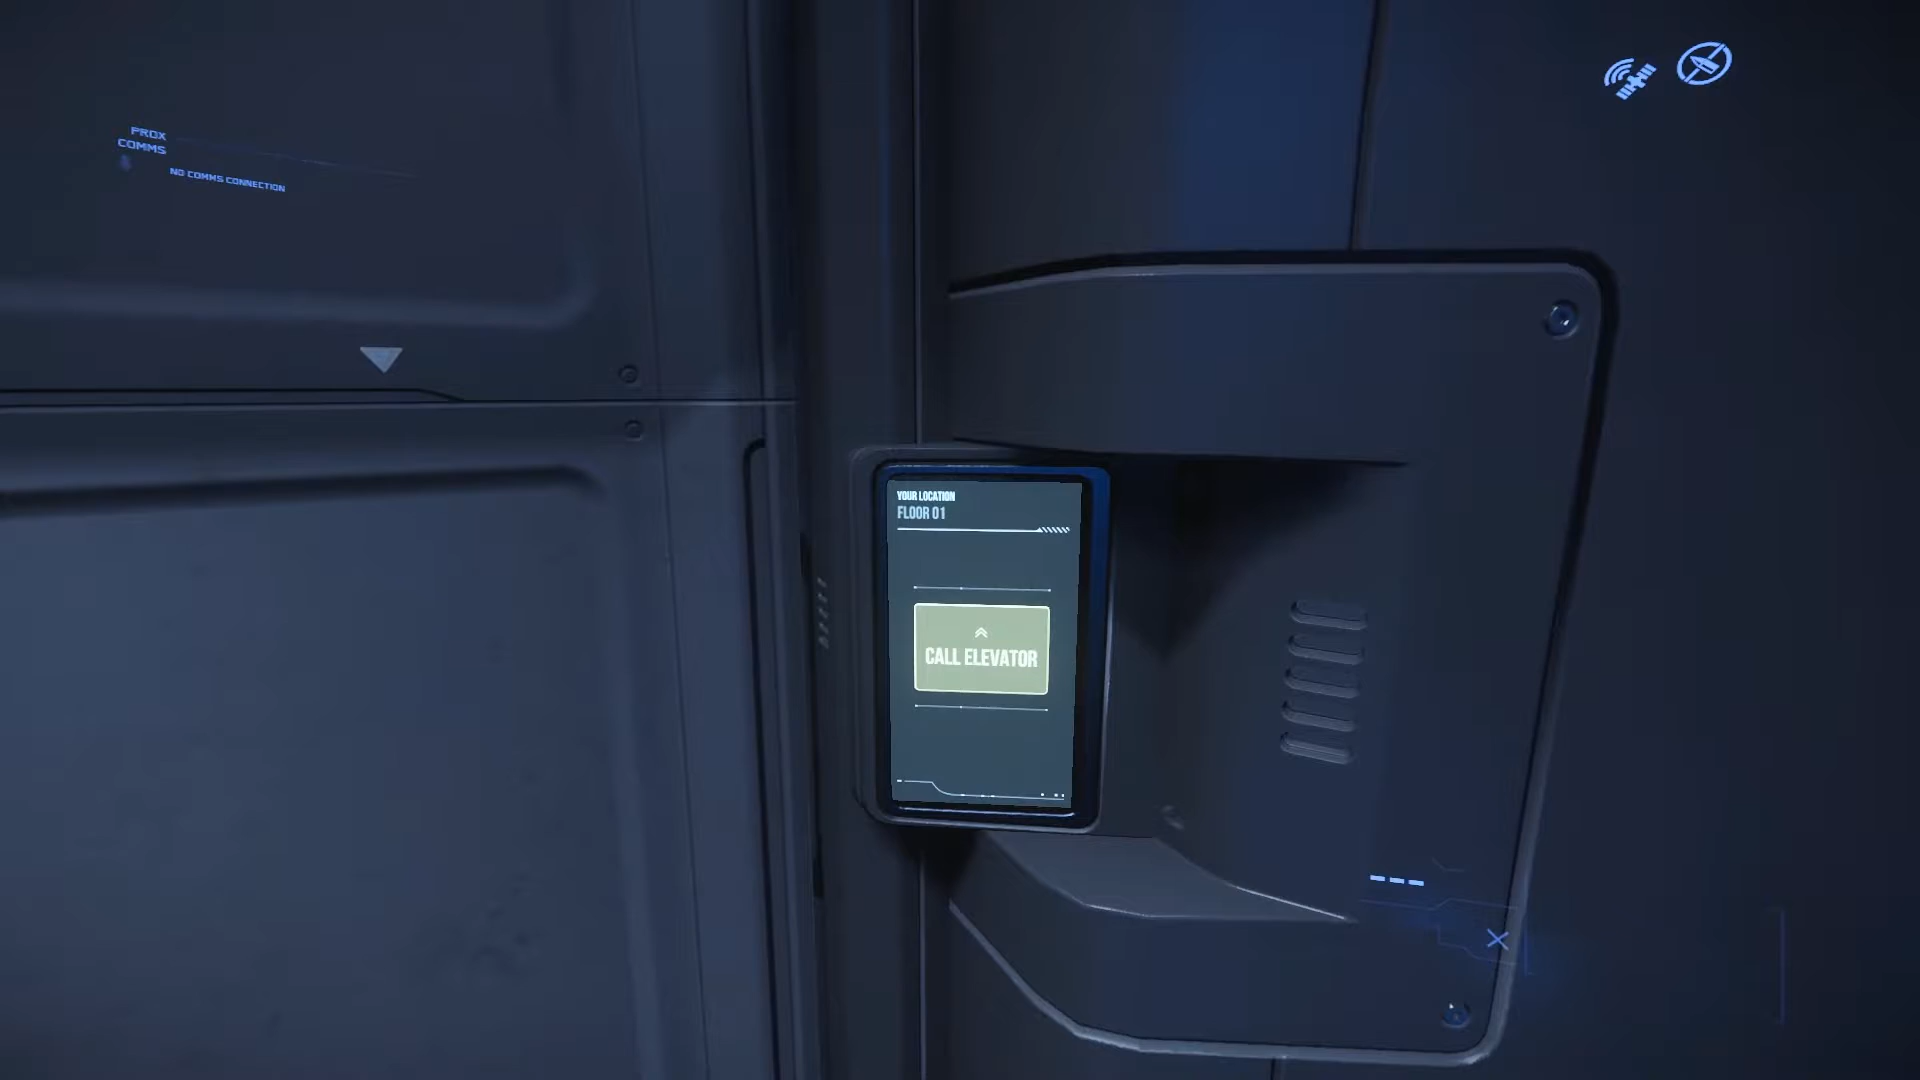 PROX
COMMS
NO COMMS CONNECTION
YOUR LOCATION
FLOOR 01
CALL ELEVATOR